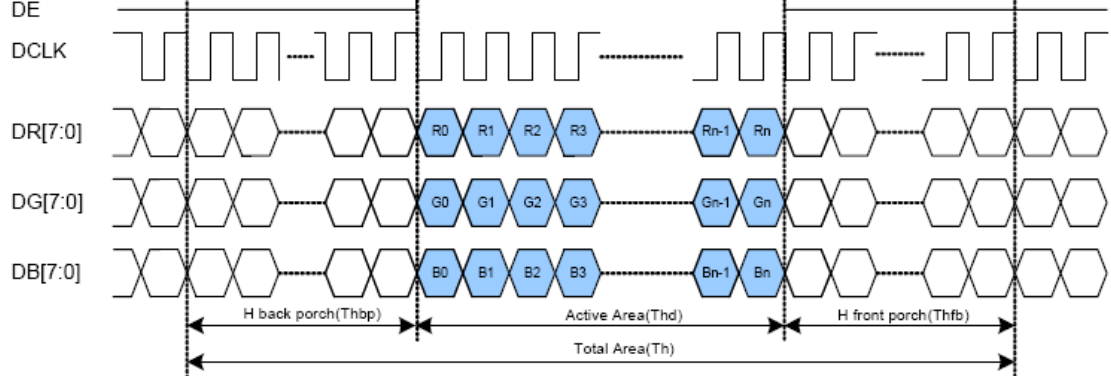 DE
DCLK
DR[7:0] R0 R1 R2 R3 Rn-1 Rn
DG[7:0] G0 G1 G2 G3 Gn-1 Gn
DB[7:0] B0 B1 B2 B3 Bn-1 Bn
H back porch(Thbp) Active Area(Thd) H front porch(Thfb)
Total Area(Th)